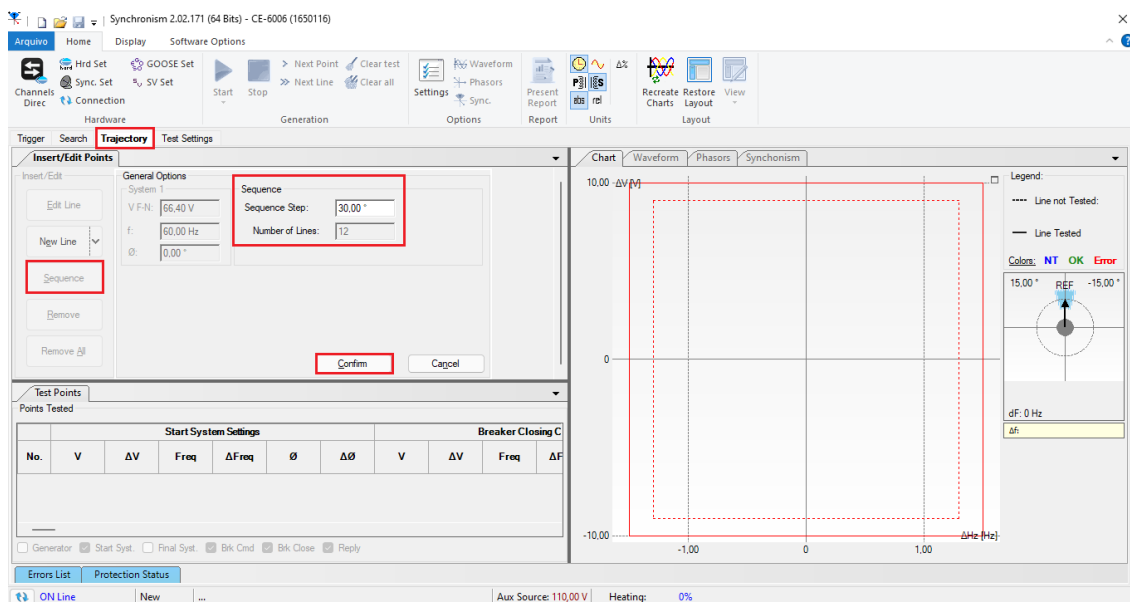 Synchronism 2.02.171 (64 Bits) - CE-6006 (1650116)
Arquivo Home Display Software Options
Channels Direc
Hrd Set
Sync. Set
Connection
GOOSE Set
SV Set
Hardware
Start
Stop
Next Point
Next Line
Clear test
Clear all
Generation
Settings
Waveform
Phasors
Sync.
Options
Present Report
Report
Δ%
abs rel
Units
Recreate Charts
Restore Layout
View
Layout
Trigger Search Trajectory Test Settings
Insert/Edit Points
Insert/Edit
Edit Line
New Line
Sequence
Remove
Remove All
General Options
System 1
V F-N: 66,40 V
f: 60,00 Hz
Ø: 0,00 °
Sequence
Sequence Step: 30,00 °
Number of Lines: 12
Confirm Cancel
Test Points
Points Tested
Start System Settings Breaker Closing C
No. V ΔV Freq ΔFreq Ø ΔØ V ΔV Freq ΔF
Generator Start Syst. Final Syst. Brk Cmd Brk Close Reply
Chart Waveform Phasors Synchonism
10,00 ΔV [V]
0
-10,00 ΔHz [Hz]
-1,00 0 1,00
Legend:
Line not Tested:
Line Tested
Colors: NT OK Error
15,00 ° REF -15,00 °
dF: 0 Hz
Δf:
Errors List Protection Status
ON Line New ... Aux Source: 110,00 V Heating: 0%